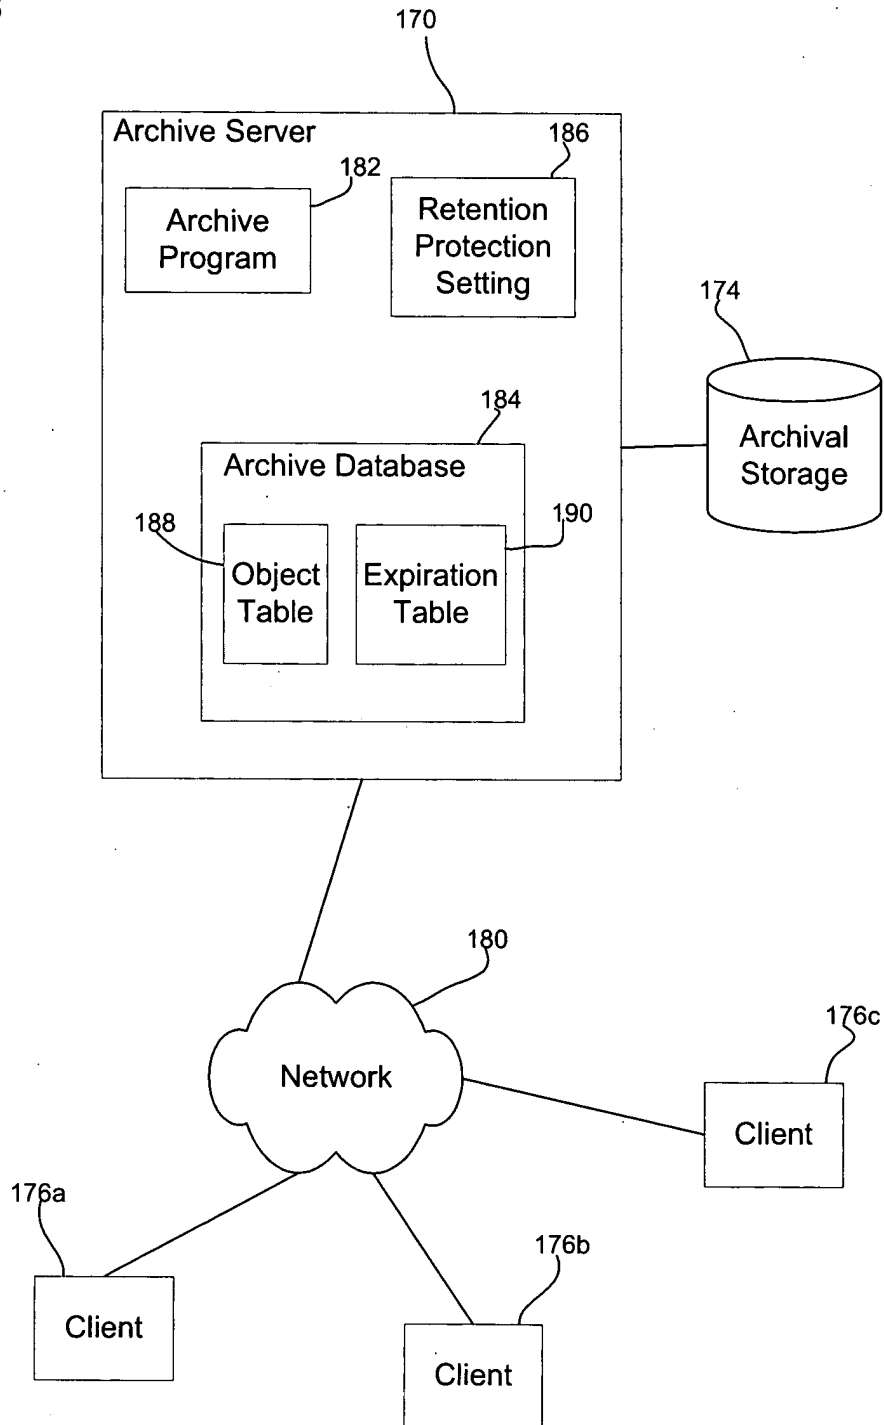 170
Archive Server
186
182
Archive
Program
Retention
Protection
Setting
174
Archival
Storage
184
Archive Database
188
190
Object
Table
Expiration
Table
180
Network
176c
Client
176a
Client
176b
Client